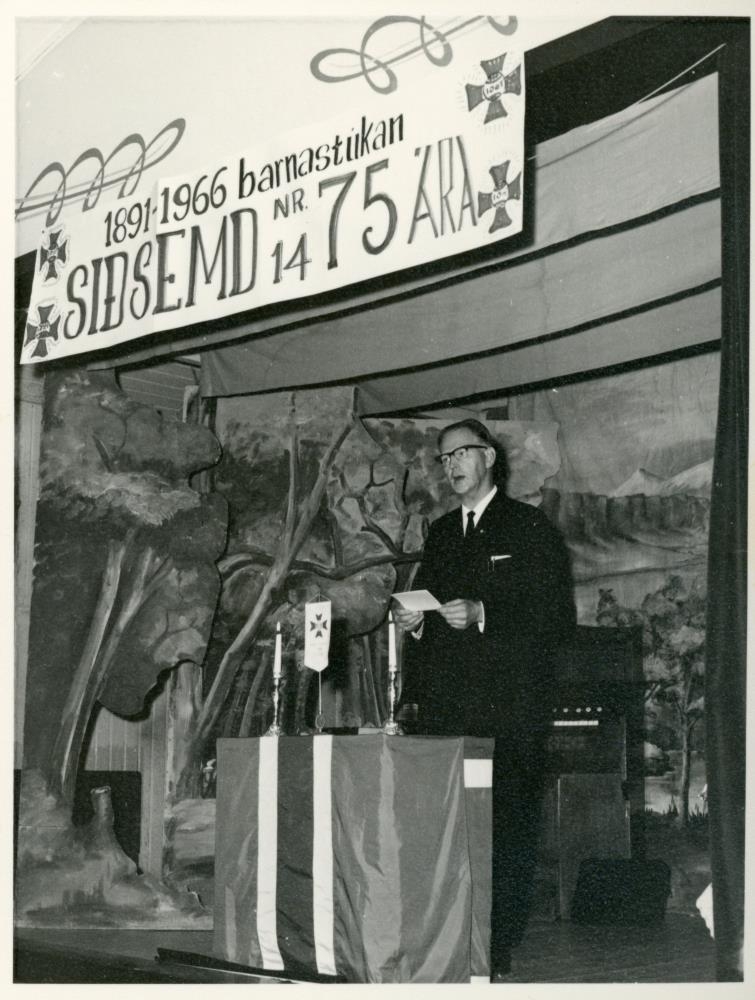 1891-1966 barnastúkan
SIÐSEMD NR. 14 75 ÁRA